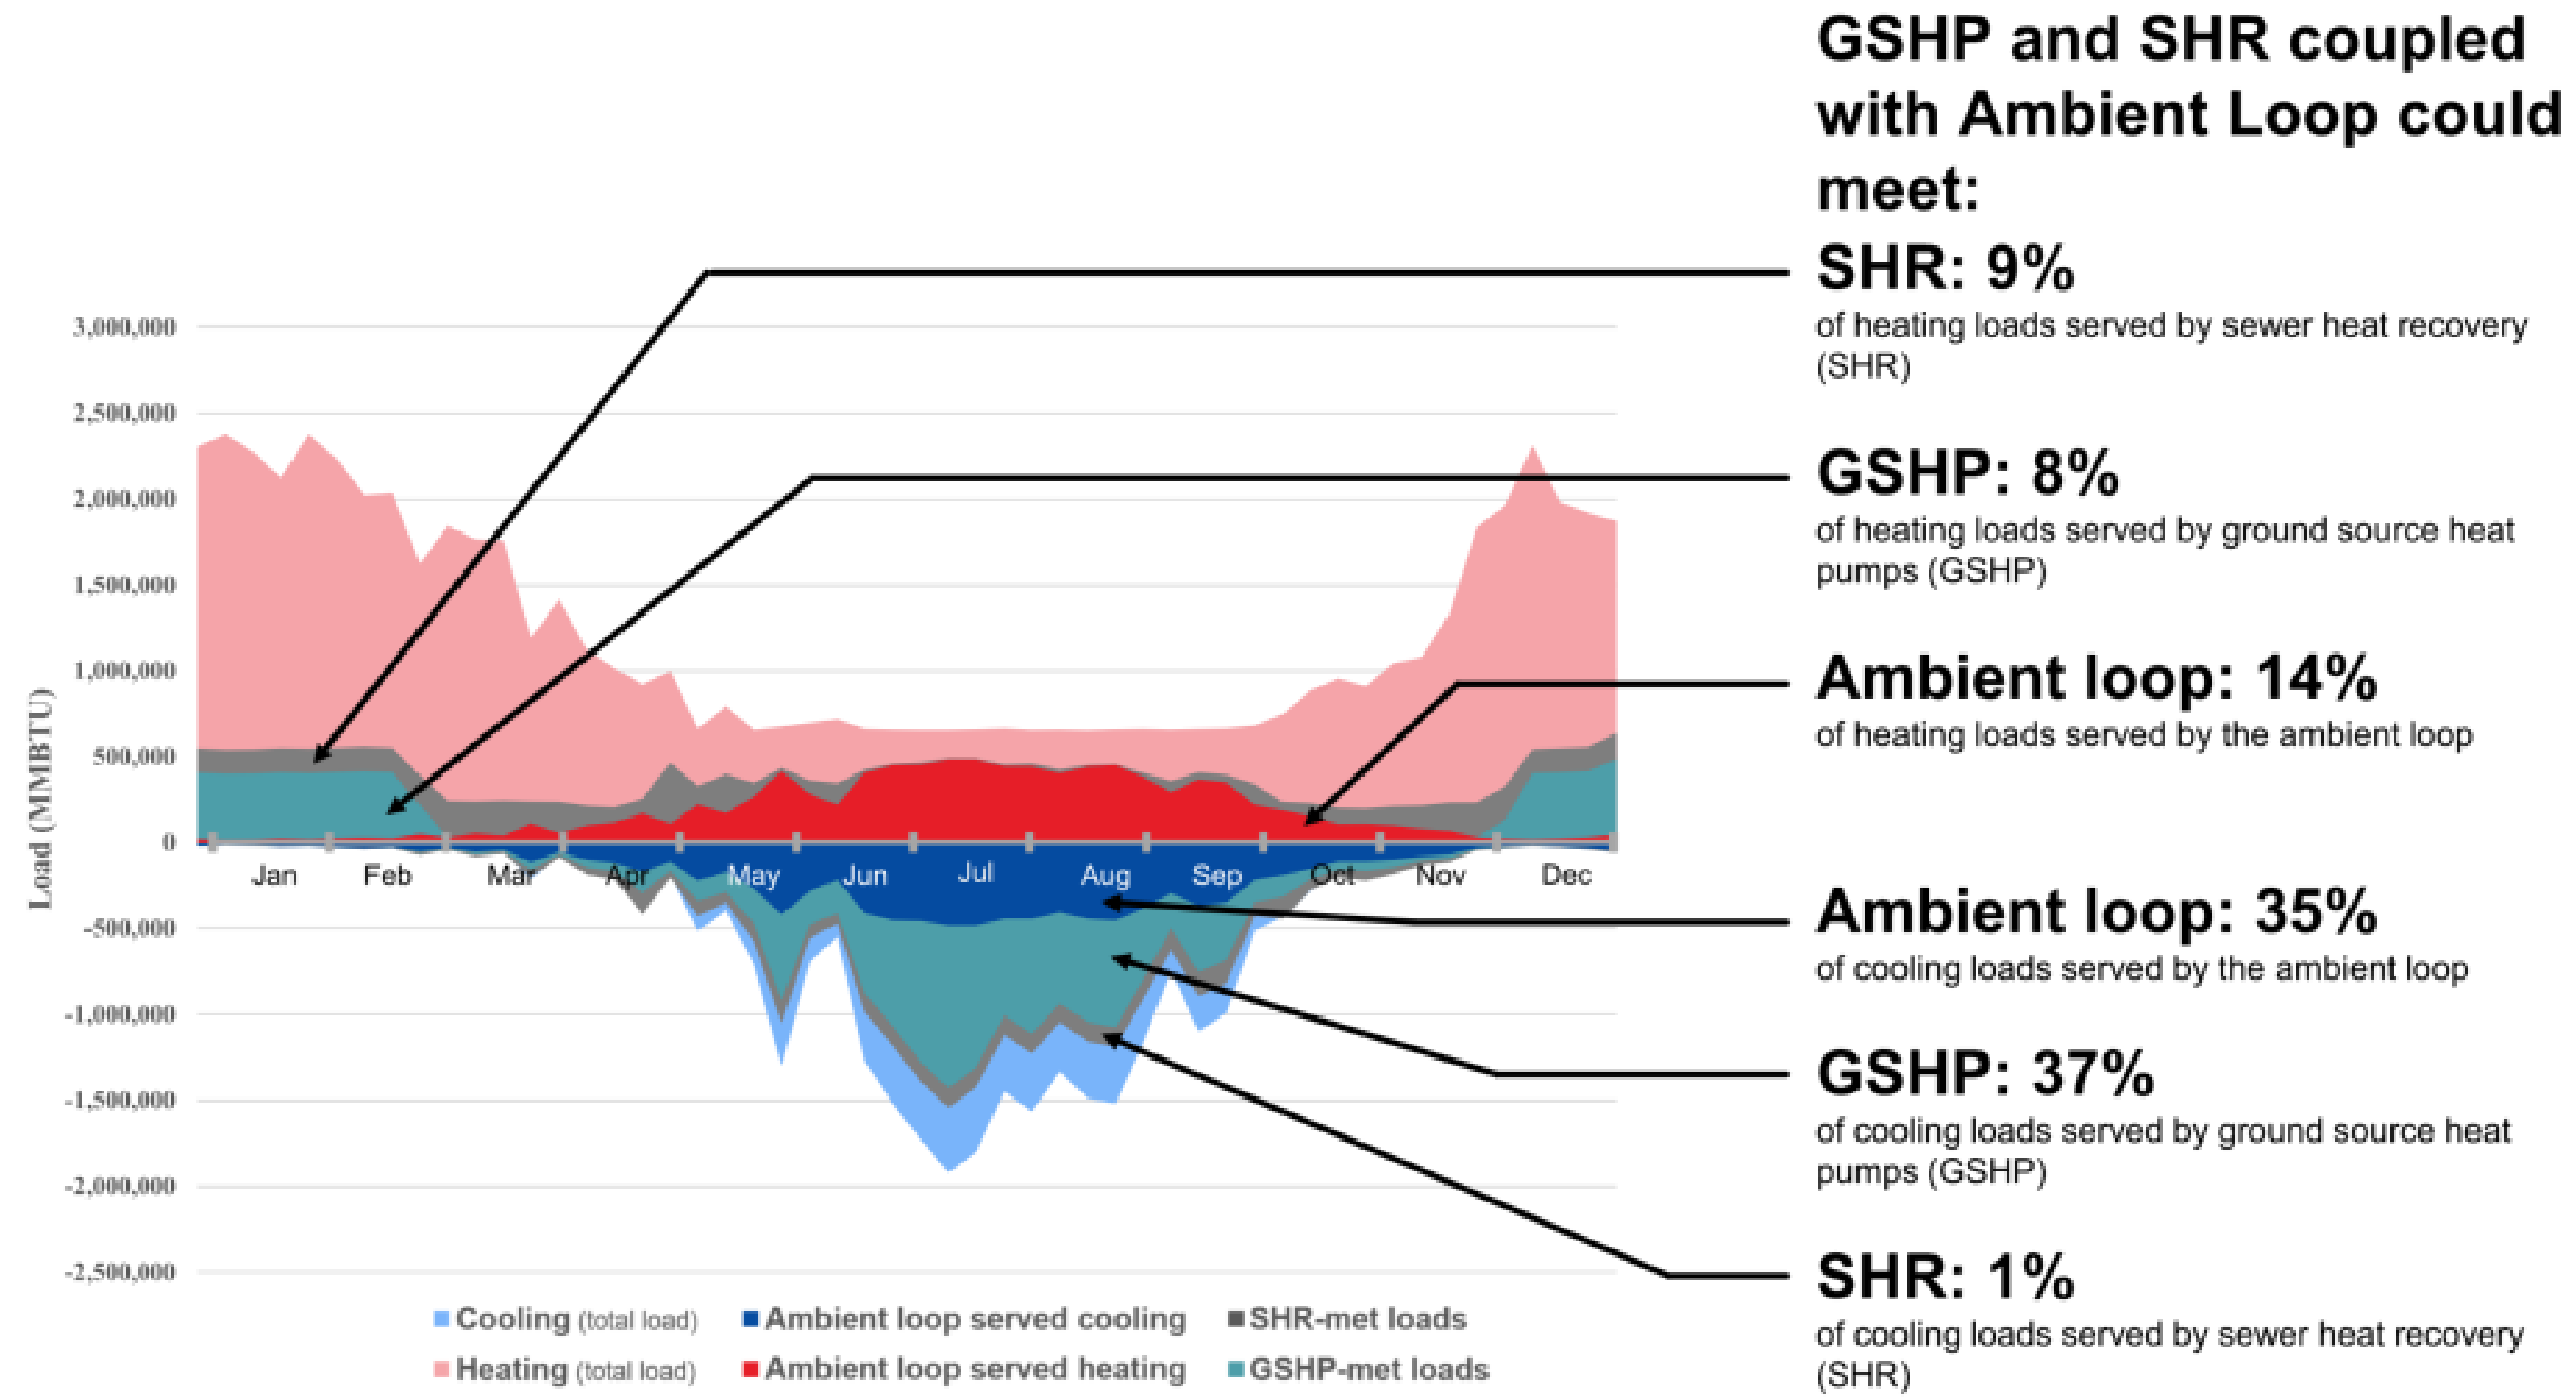 GSHP and SHR coupled
with Ambient Loop could
meet:
SHR: 9%
of heating loads served by sewer heat recovery
(SHR)
GSHP: 8%
of heating loads served by ground source heat
pumps (GSHP)
Ambient loop: 14%
of heating loads served by the ambient loop
Ambient loop: 35%
of cooling loads served by the ambient loop
GSHP: 37%
of cooling loads served by ground source heat
pumps (GSHP)
SHR: 1%
of cooling loads served by sewer heat recovery
(SHR)
Load (MMBTU)
3,000,000
2,500,000
2,000,000
1,500,000
1,000,000
500,000
0
-500,000
-1,000,000
-1,500,000
-2,000,000
-2,500,000
Jan Feb Mar Apr May Jun Jul Aug Sep Oct Nov Dec
Cooling (total load) Ambient loop served cooling SHR-met loads
Heating (total load) Ambient loop served heating GSHP-met loads